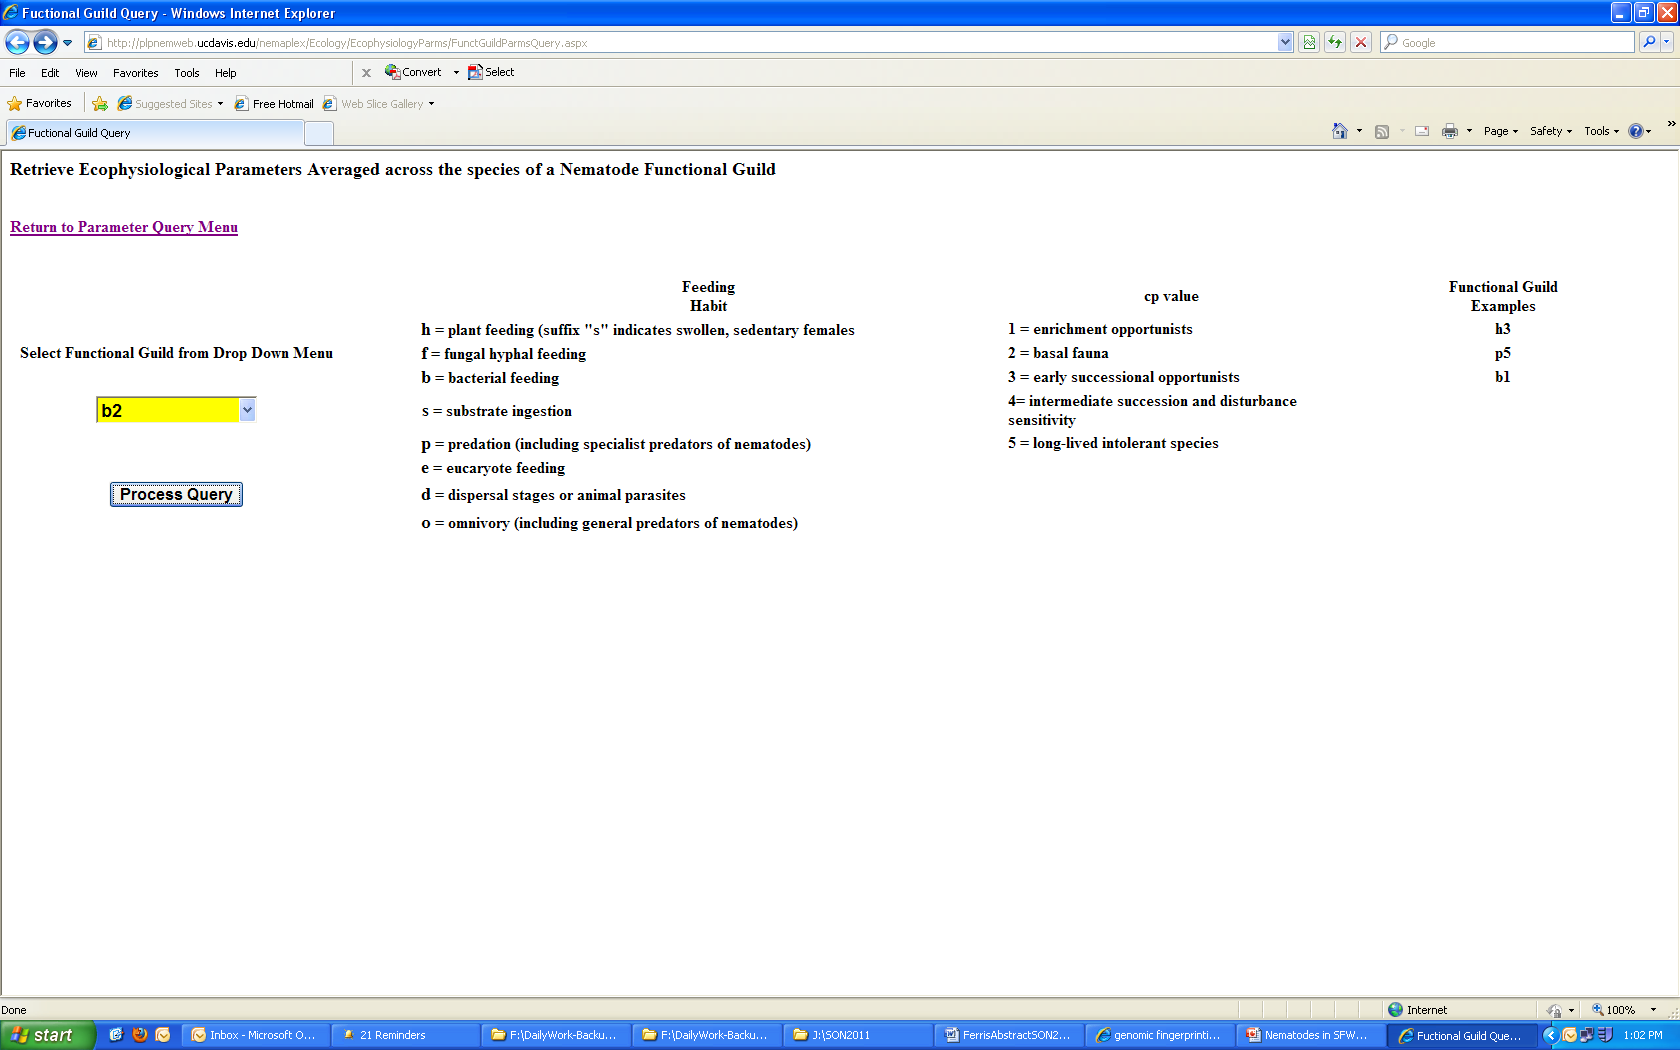 Fuctional Guild Query - Windows Internet Explorer
http://plpnemweb.ucdavis.edu/nemaplex/Ecology/EcophysiologyParms/FunctGuildParmsQuery.aspx
Google
File Edit View Favorites Tools Help
x Convert Select
Favorites Suggested Sites Free Hotmail Web Slice Gallery
Fuctional Guild Query
Page Safety Tools »
Retrieve Ecophysiological Parameters Averaged across the species of a Nematode Functional Guild
Return to Parameter Query Menu
Select Functional Guild from Drop Down Menu
b2
Process Query
Feeding
Habit
h = plant feeding (suffix "s" indicates swollen, sedentary females
f = fungal hyphal feeding
b = bacterial feeding
s = substrate ingestion
p = predation (including specialist predators of nematodes)
e = eucaryote feeding
d = dispersal stages or animal parasites
o = omnivory (including general predators of nematodes)
cp value
1 = enrichment opportunists
2 = basal fauna
3 = early successional opportunists
4= intermediate succession and disturbance
sensitivity
5 = long-lived intolerant species
Functional Guild
Examples
h3
p5
b1
Done
Internet
100%
start
Inbox - Microsoft O...
21 Reminders
F:\DailyWork-Backu...
F:\DailyWork-Backu...
J:\SON2011
FerrisAbstractSON2...
genomic fingerprinti...
Nematodes in SFW...
Fuctional Guild Que...
1:02 PM